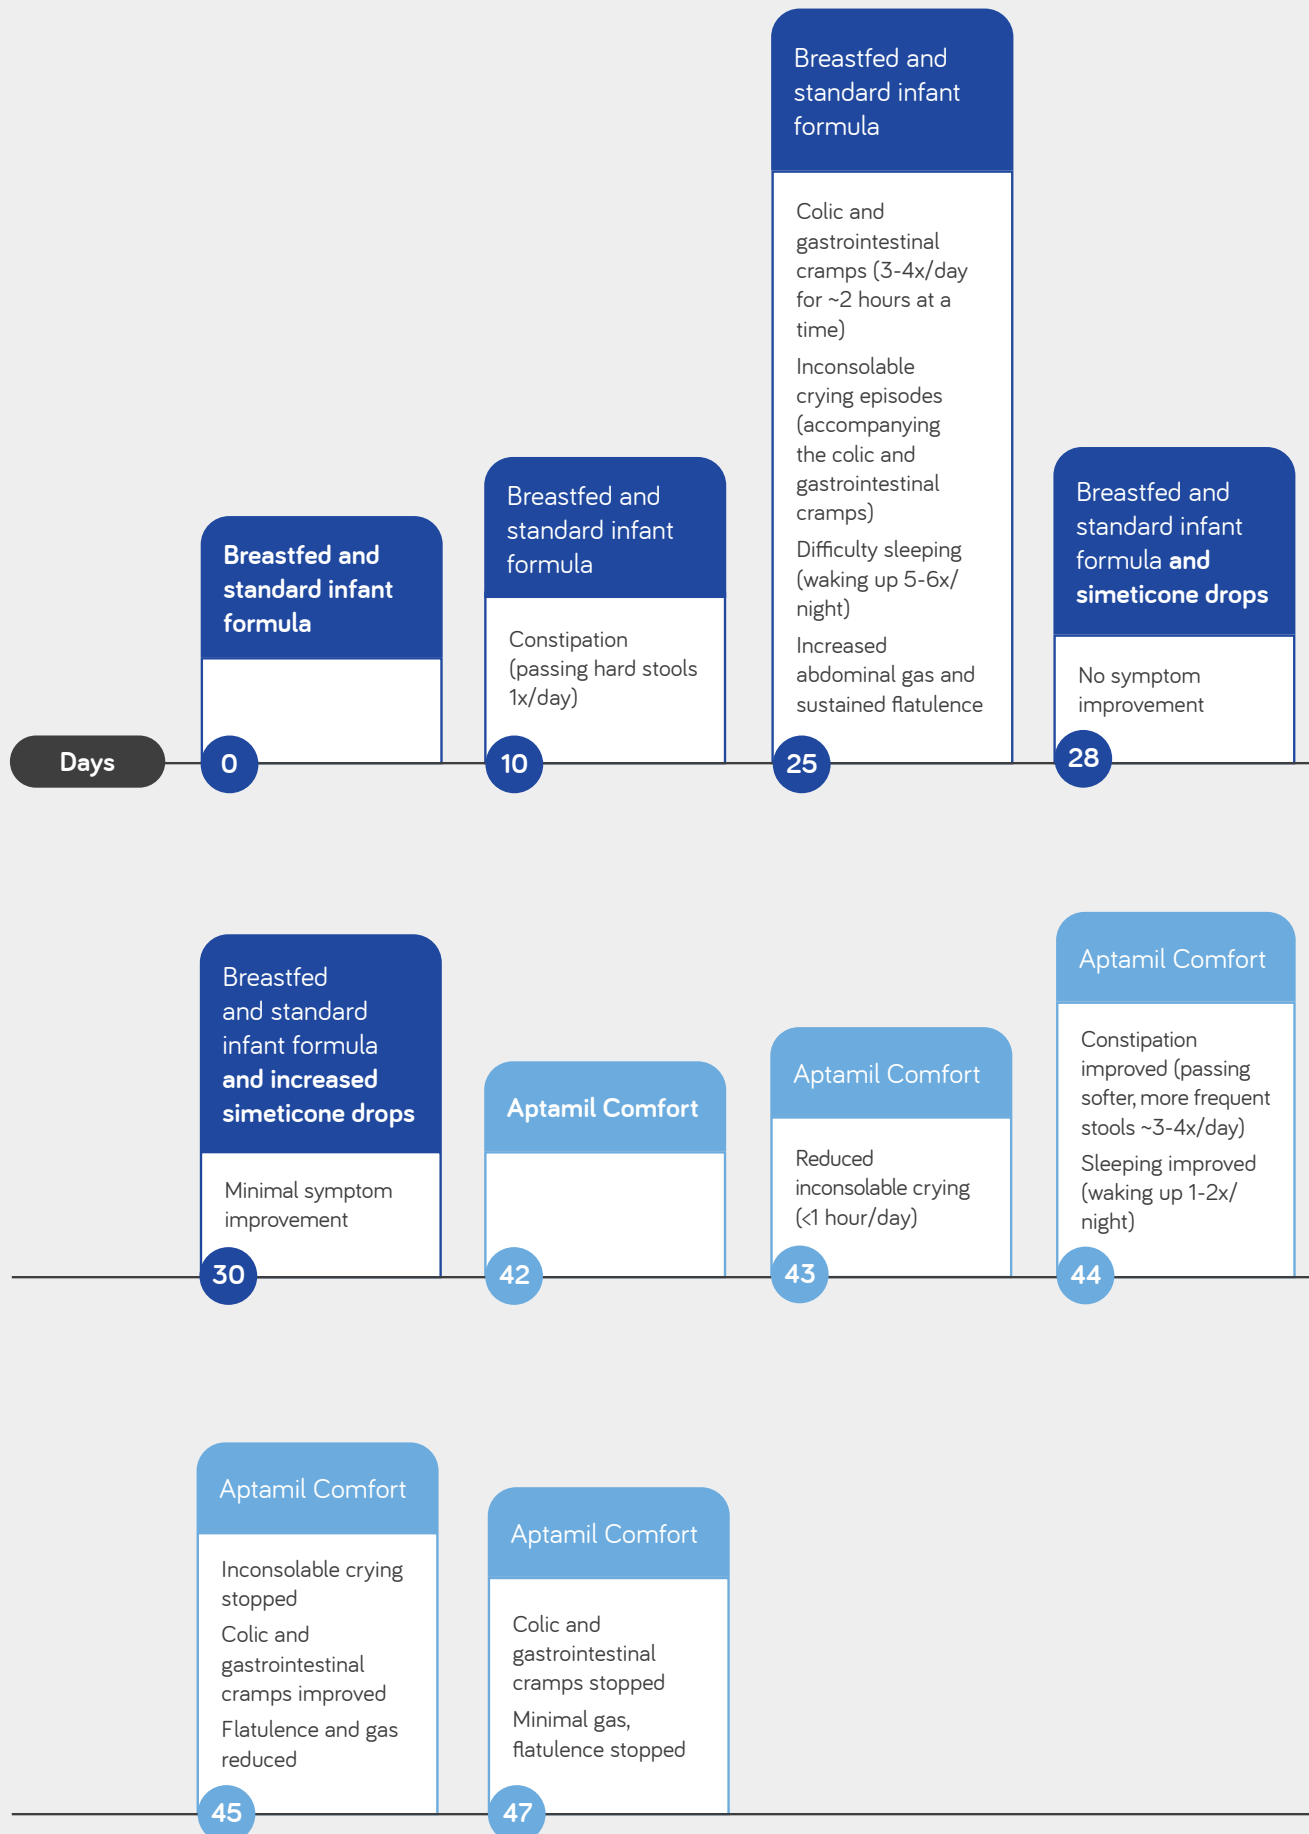 Breastfed and
standard infant
formula
Breastfed and
standard infant
formula
Constipation
(passing hard stools
1x/day)
Breastfed and
standard infant
formula
Colic and
gastrointestinal
cramps (3-4x/day
for ~2 hours at a
time)
Inconsolable
crying episodes
(accompanying
the colic and
gastrointestinal
cramps)
Difficulty sleeping
(waking up 5-6x/
night)
Increased
abdominal gas and
sustained flatulence
Breastfed and
standard infant
formula and
simeticone drops
No symptom
improvement
Days
0
10
25
28
Breastfed
and standard
infant formula
and increased
simeticone drops
Minimal symptom
improvement
Aptamil Comfort
Aptamil Comfort
Reduced
inconsolable crying
(<1 hour/day)
Aptamil Comfort
Constipation
improved (passing
softer, more frequent
stools ~3-4x/day)
Sleeping improved
(waking up 1-2x/
night)
30
42
43
44
Aptamil Comfort
Inconsolable crying
stopped
Colic and
gastrointestinal
cramps improved
Flatulence and gas
reduced
Aptamil Comfort
Colic and
gastrointestinal
cramps stopped
Minimal gas,
flatulence stopped
45
47